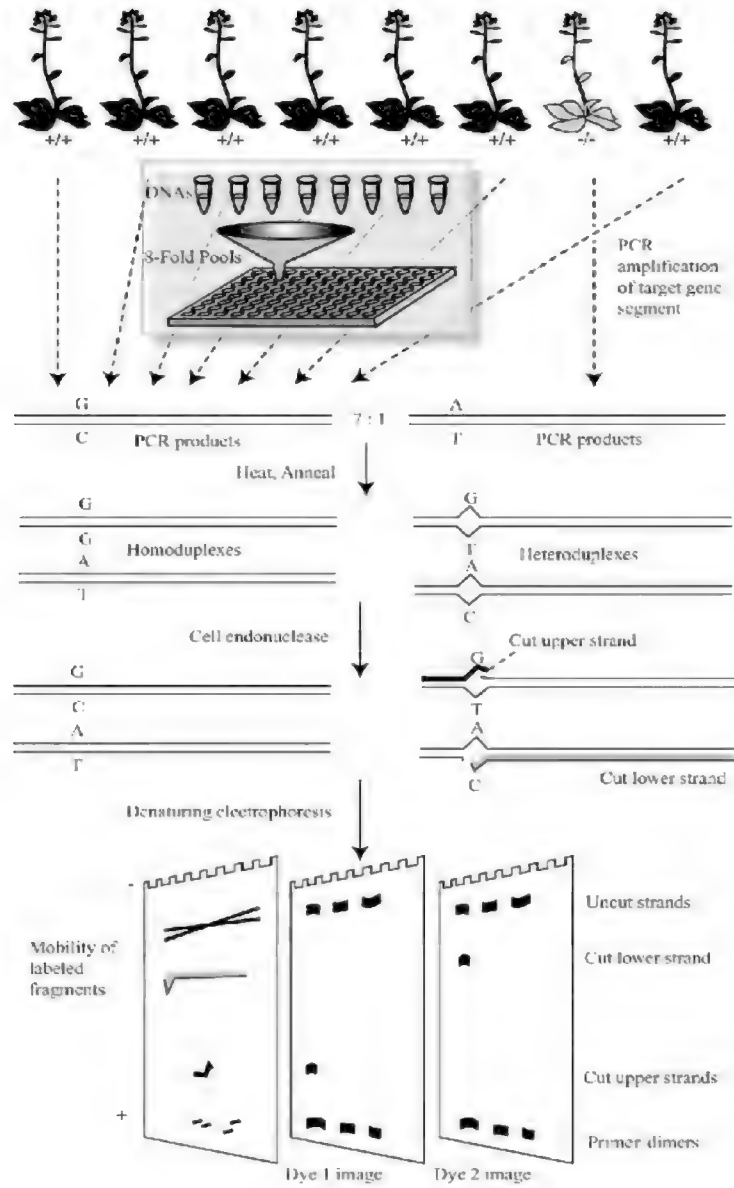 +/+ +/+ +/+ +/+ +/+ +/+ -/- +/+
DNAs
8-Fold Pools
PCR
amplification
of target gene
segment
G
C
PCR products
7 : 1
A
T
PCR products
Heat, Anneal
G
G
A
T
Homoduplexes
G
T
A
C
Heteroduplexes
Cell endonuclease
Cut upper strand
G
C
A
T
G
T
A
C
Cut lower strand
Denaturing electrophoresis
-
Mobility of
labeled
fragments
+
Uncut strands
Cut lower strand
Cut upper strands
Primer dimers
Dye 1 image
Dye 2 image